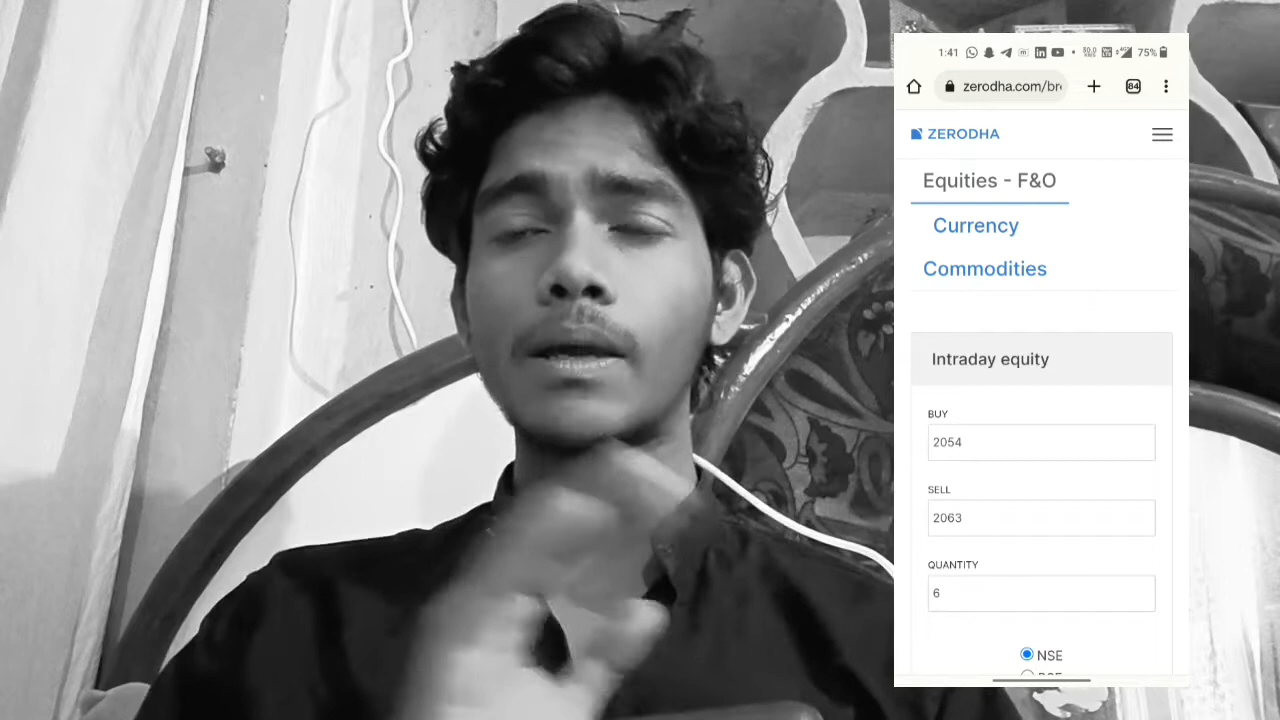 1:41 75%
zerodha.com/br 84
ZERODHA
Equities - F&O
Currency
Commodities
Intraday equity
BUY
2054
SELL
2063
QUANTITY
6
NSE